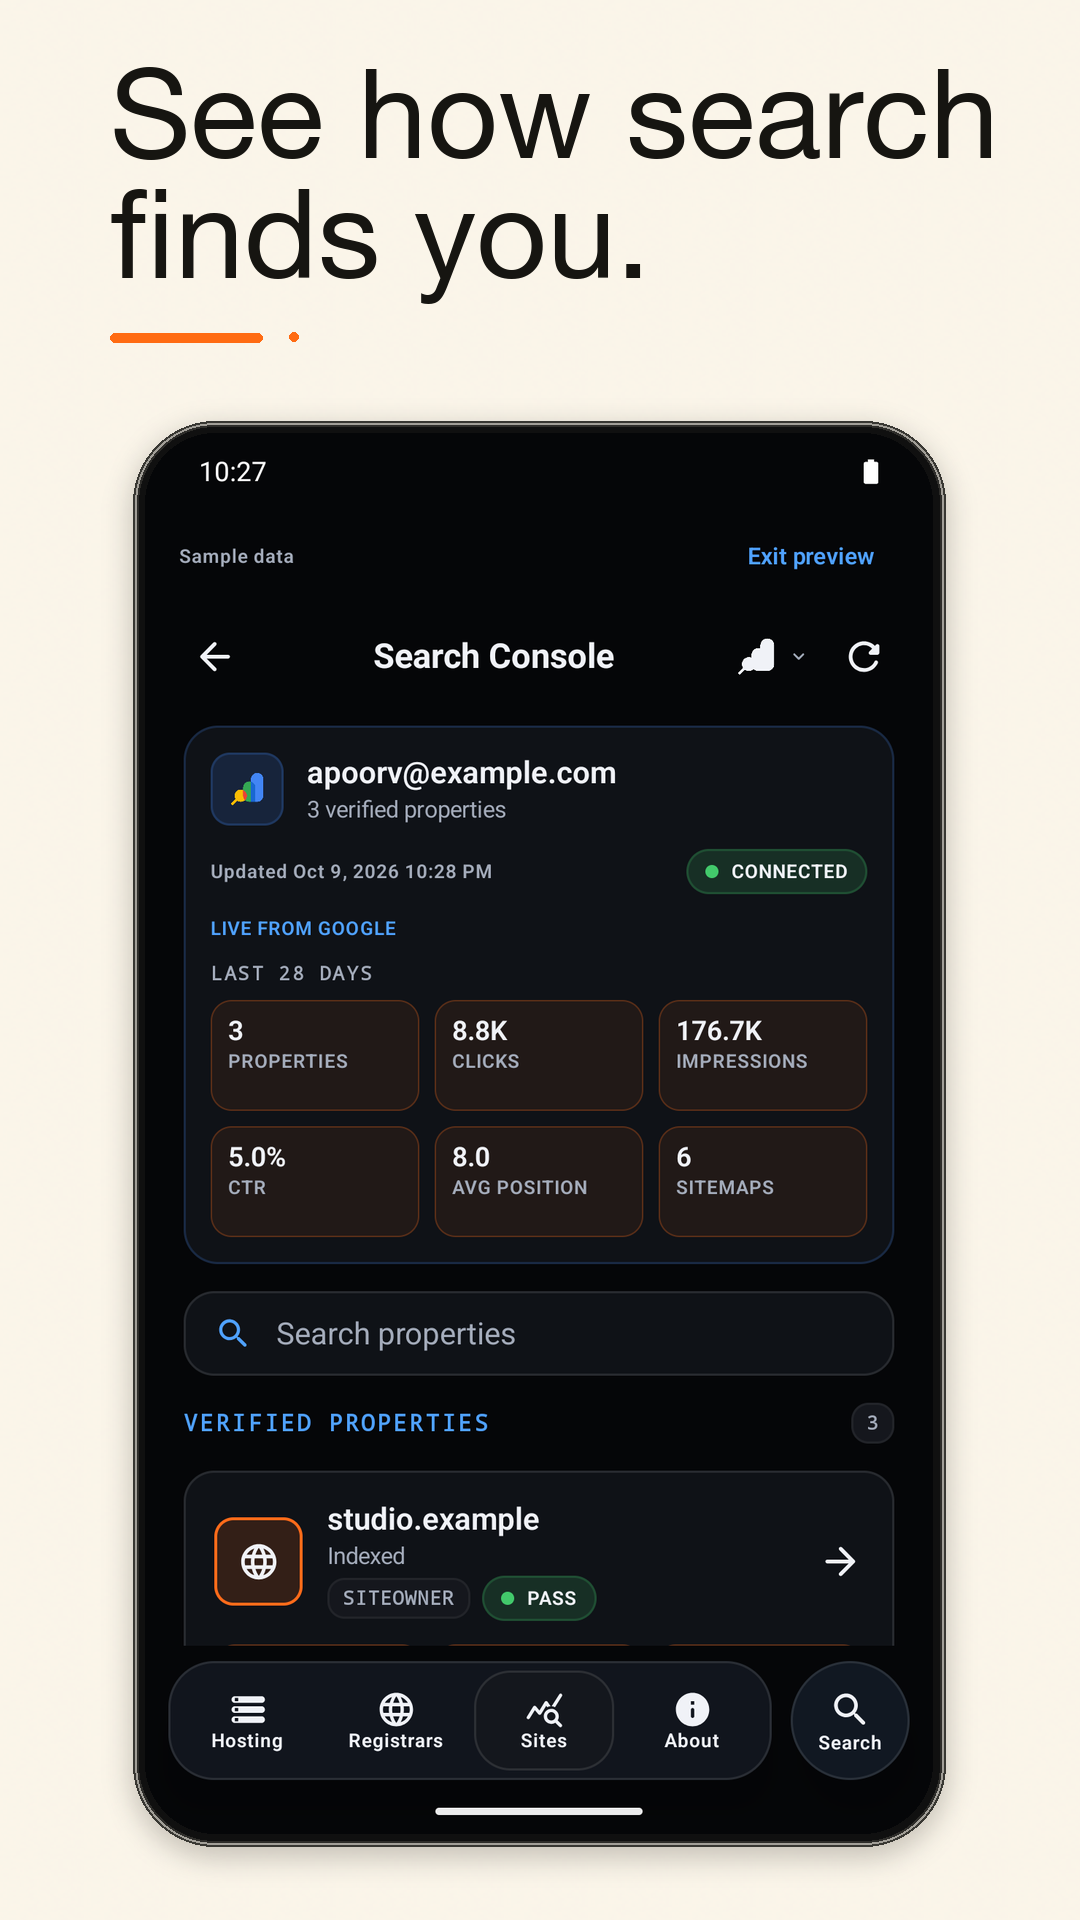 See how search
finds you.
10:27
Sample data
Exit preview
Search Console
apoorv@example.com
3 verified properties
Updated Oct 9, 2026 10:28 PM
CONNECTED
LIVE FROM GOOGLE
LAST 28 DAYS
3
PROPERTIES
8.8K
CLICKS
176.7K
IMPRESSIONS
5.0%
CTR
8.0
AVG POSITION
6
SITEMAPS
Search properties
VERIFIED PROPERTIES
3
studio.example
Indexed
SITEOWNER
PASS
Hosting
Registrars
Sites
About
Search